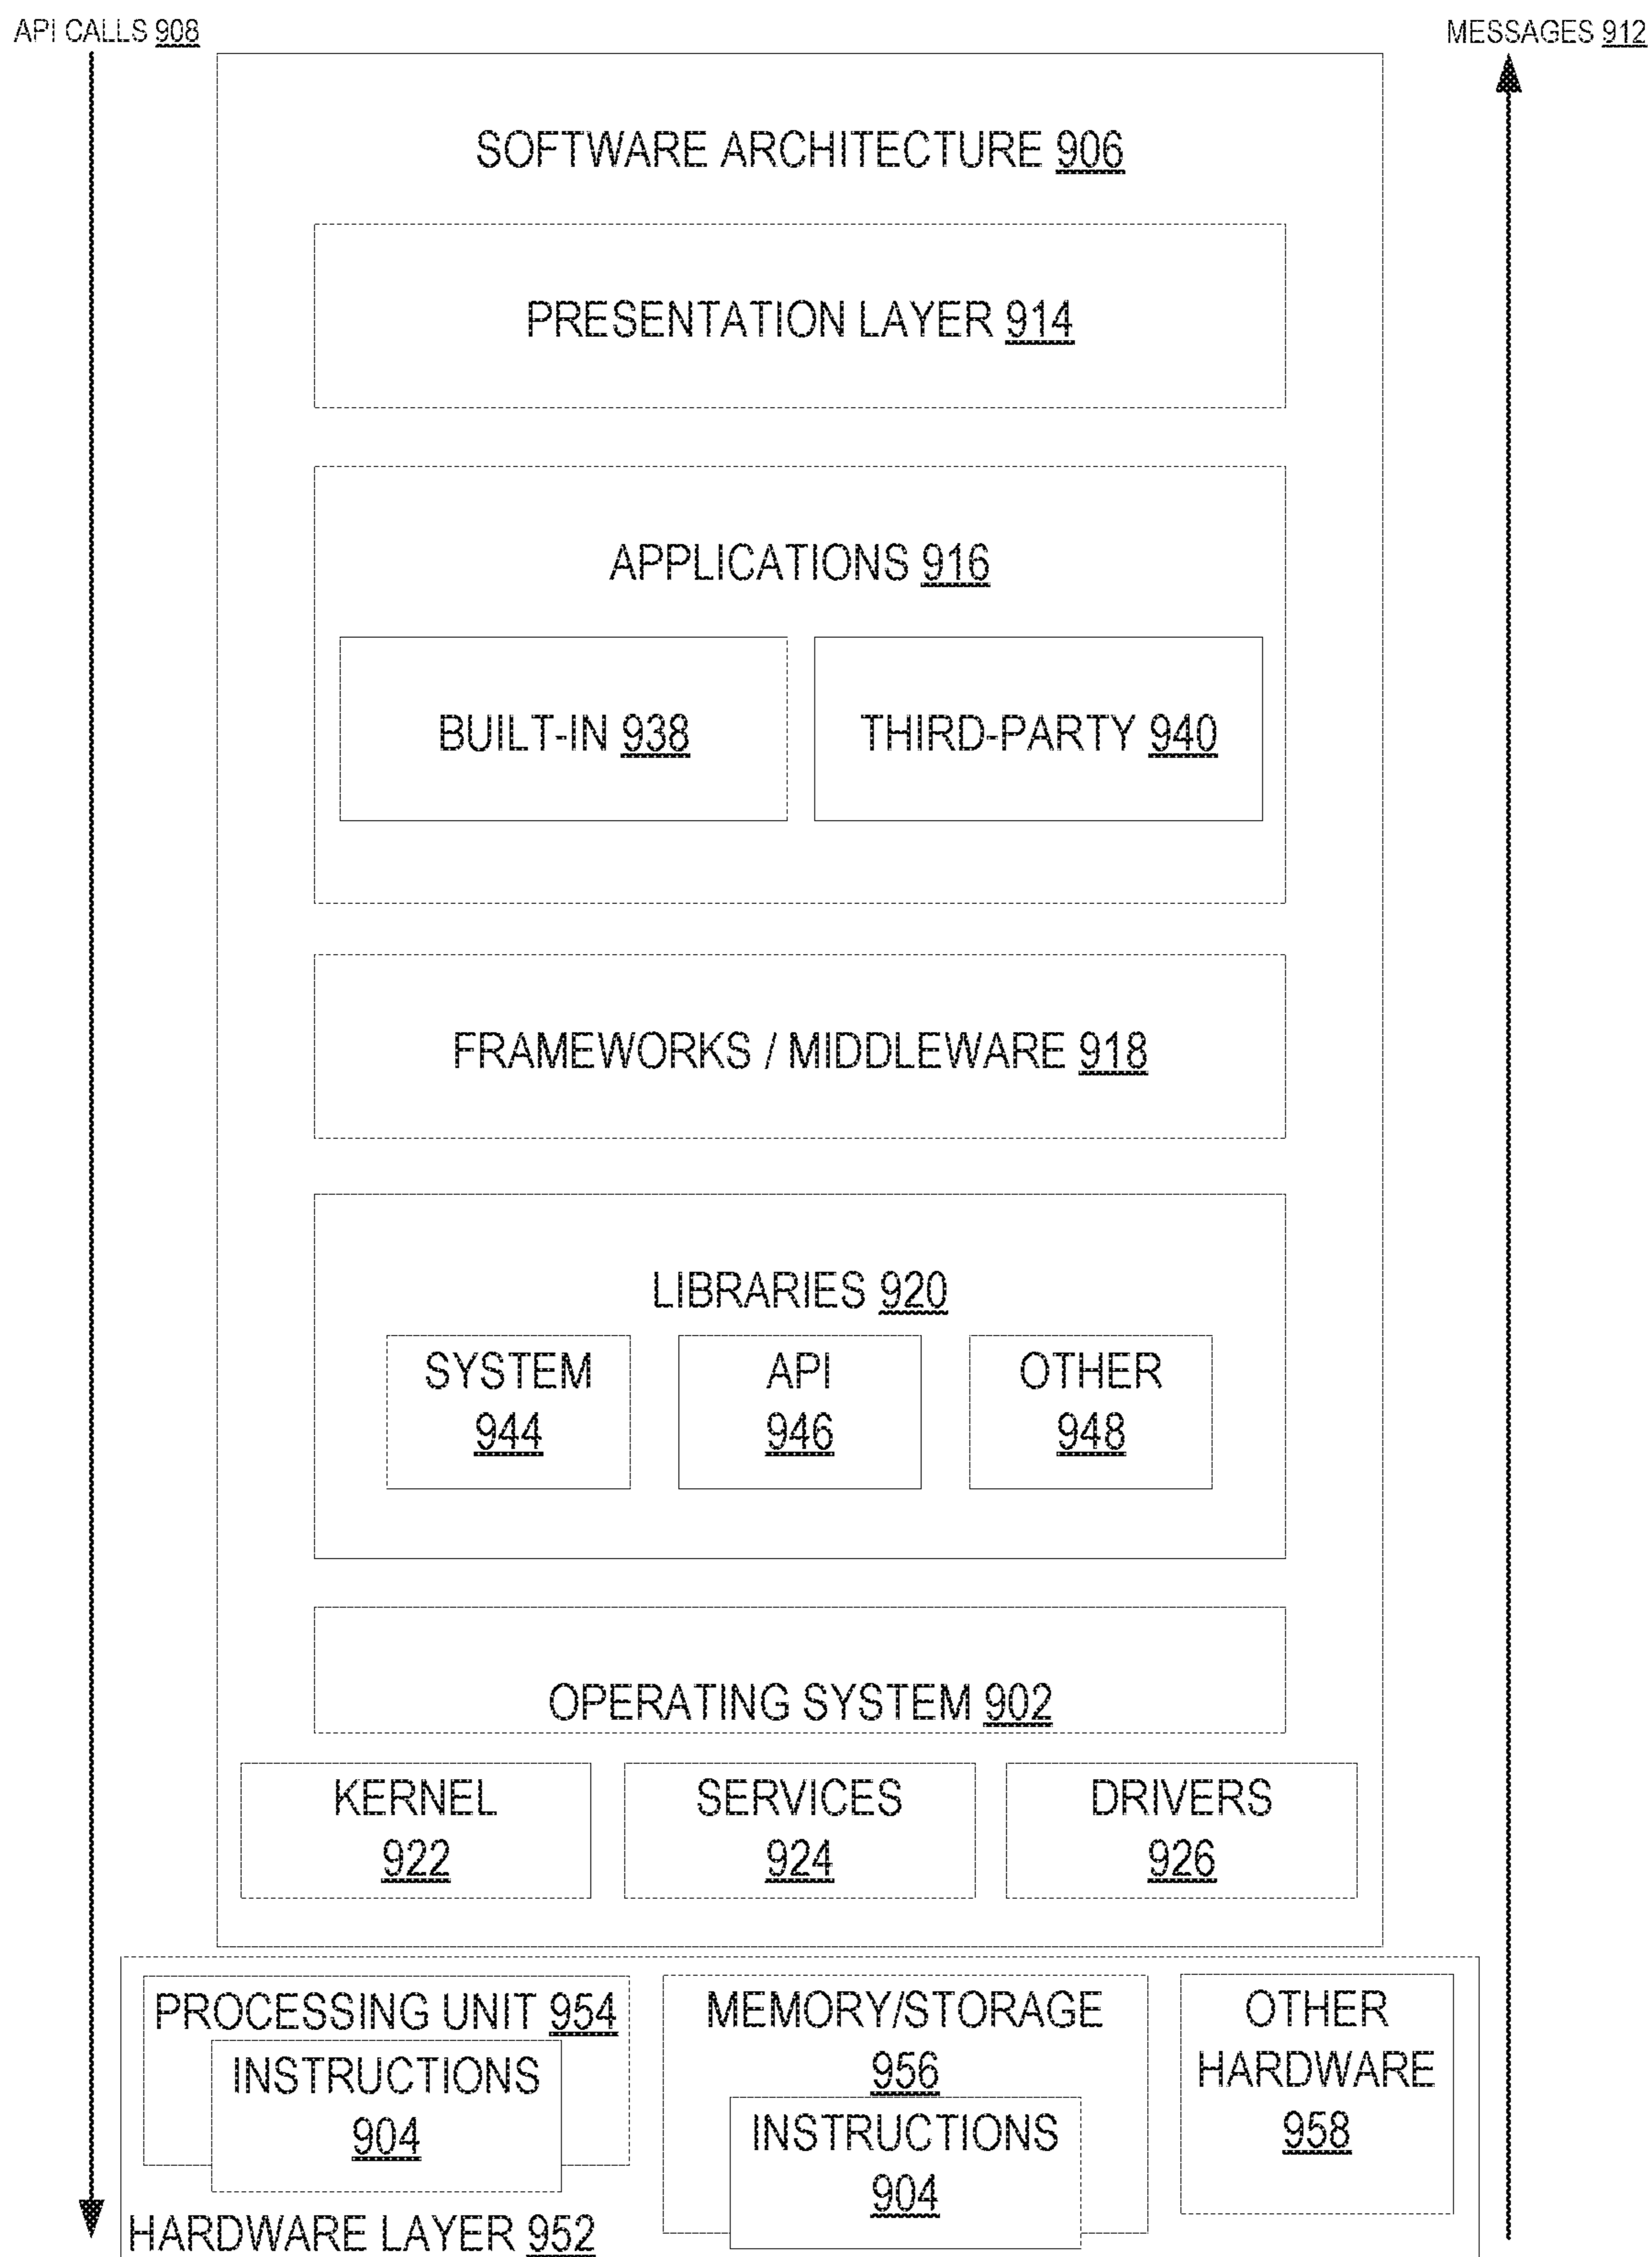 API CALLS 908
MESSAGES 912
SOFTWARE ARCHITECTURE 906
PRESENTATION LAYER 914
APPLICATIONS 916
BUILT-IN 938
THIRD-PARTY 940
FRAMEWORKS / MIDDLEWARE 918
LIBRARIES 920
SYSTEM
944
API
946
OTHER
948
OPERATING SYSTEM 902
KERNEL
922
SERVICES
924
DRIVERS
926
PROCESSING UNIT 954
INSTRUCTIONS
904
MEMORY/STORAGE
956
INSTRUCTIONS
904
OTHER
HARDWARE
958
HARDWARE LAYER 952